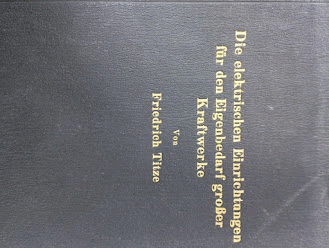 Die elektrischen Einrichtungen
für den Eigenbedarf großer
Kraftwerke
Von
Friedrich Titze